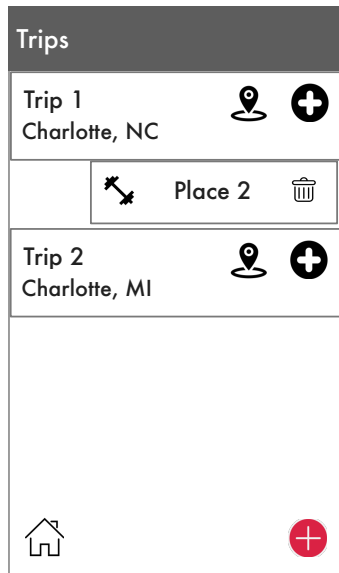 Trips
Trip 1
Charlotte, NC
Place 2
Trip 2
Charlotte, MI